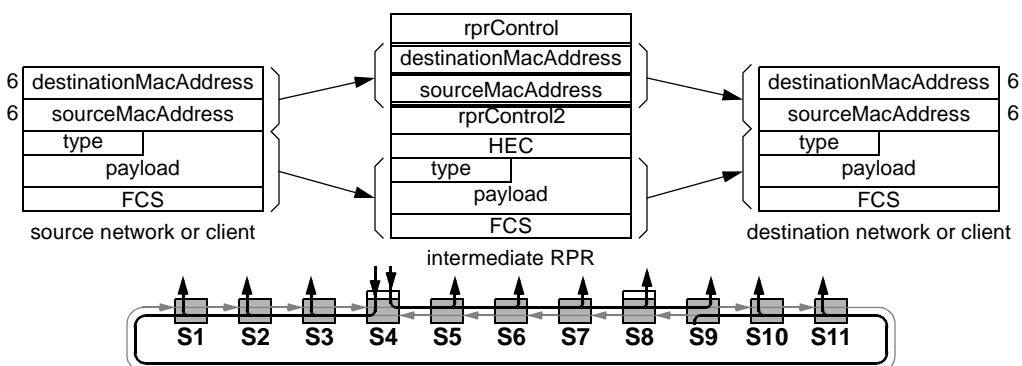 rprControl
destinationMacAddress
sourceMacAddress
rprControl2
HEC
type
payload
FCS
intermediate RPR
6 destinationMacAddress
6 sourceMacAddress
type
payload
FCS
source network or client
destinationMacAddress 6
sourceMacAddress 6
type
payload
FCS
destination network or client
S1 S2 S3 S4 S5 S6 S7 S8 S9 S10 S11